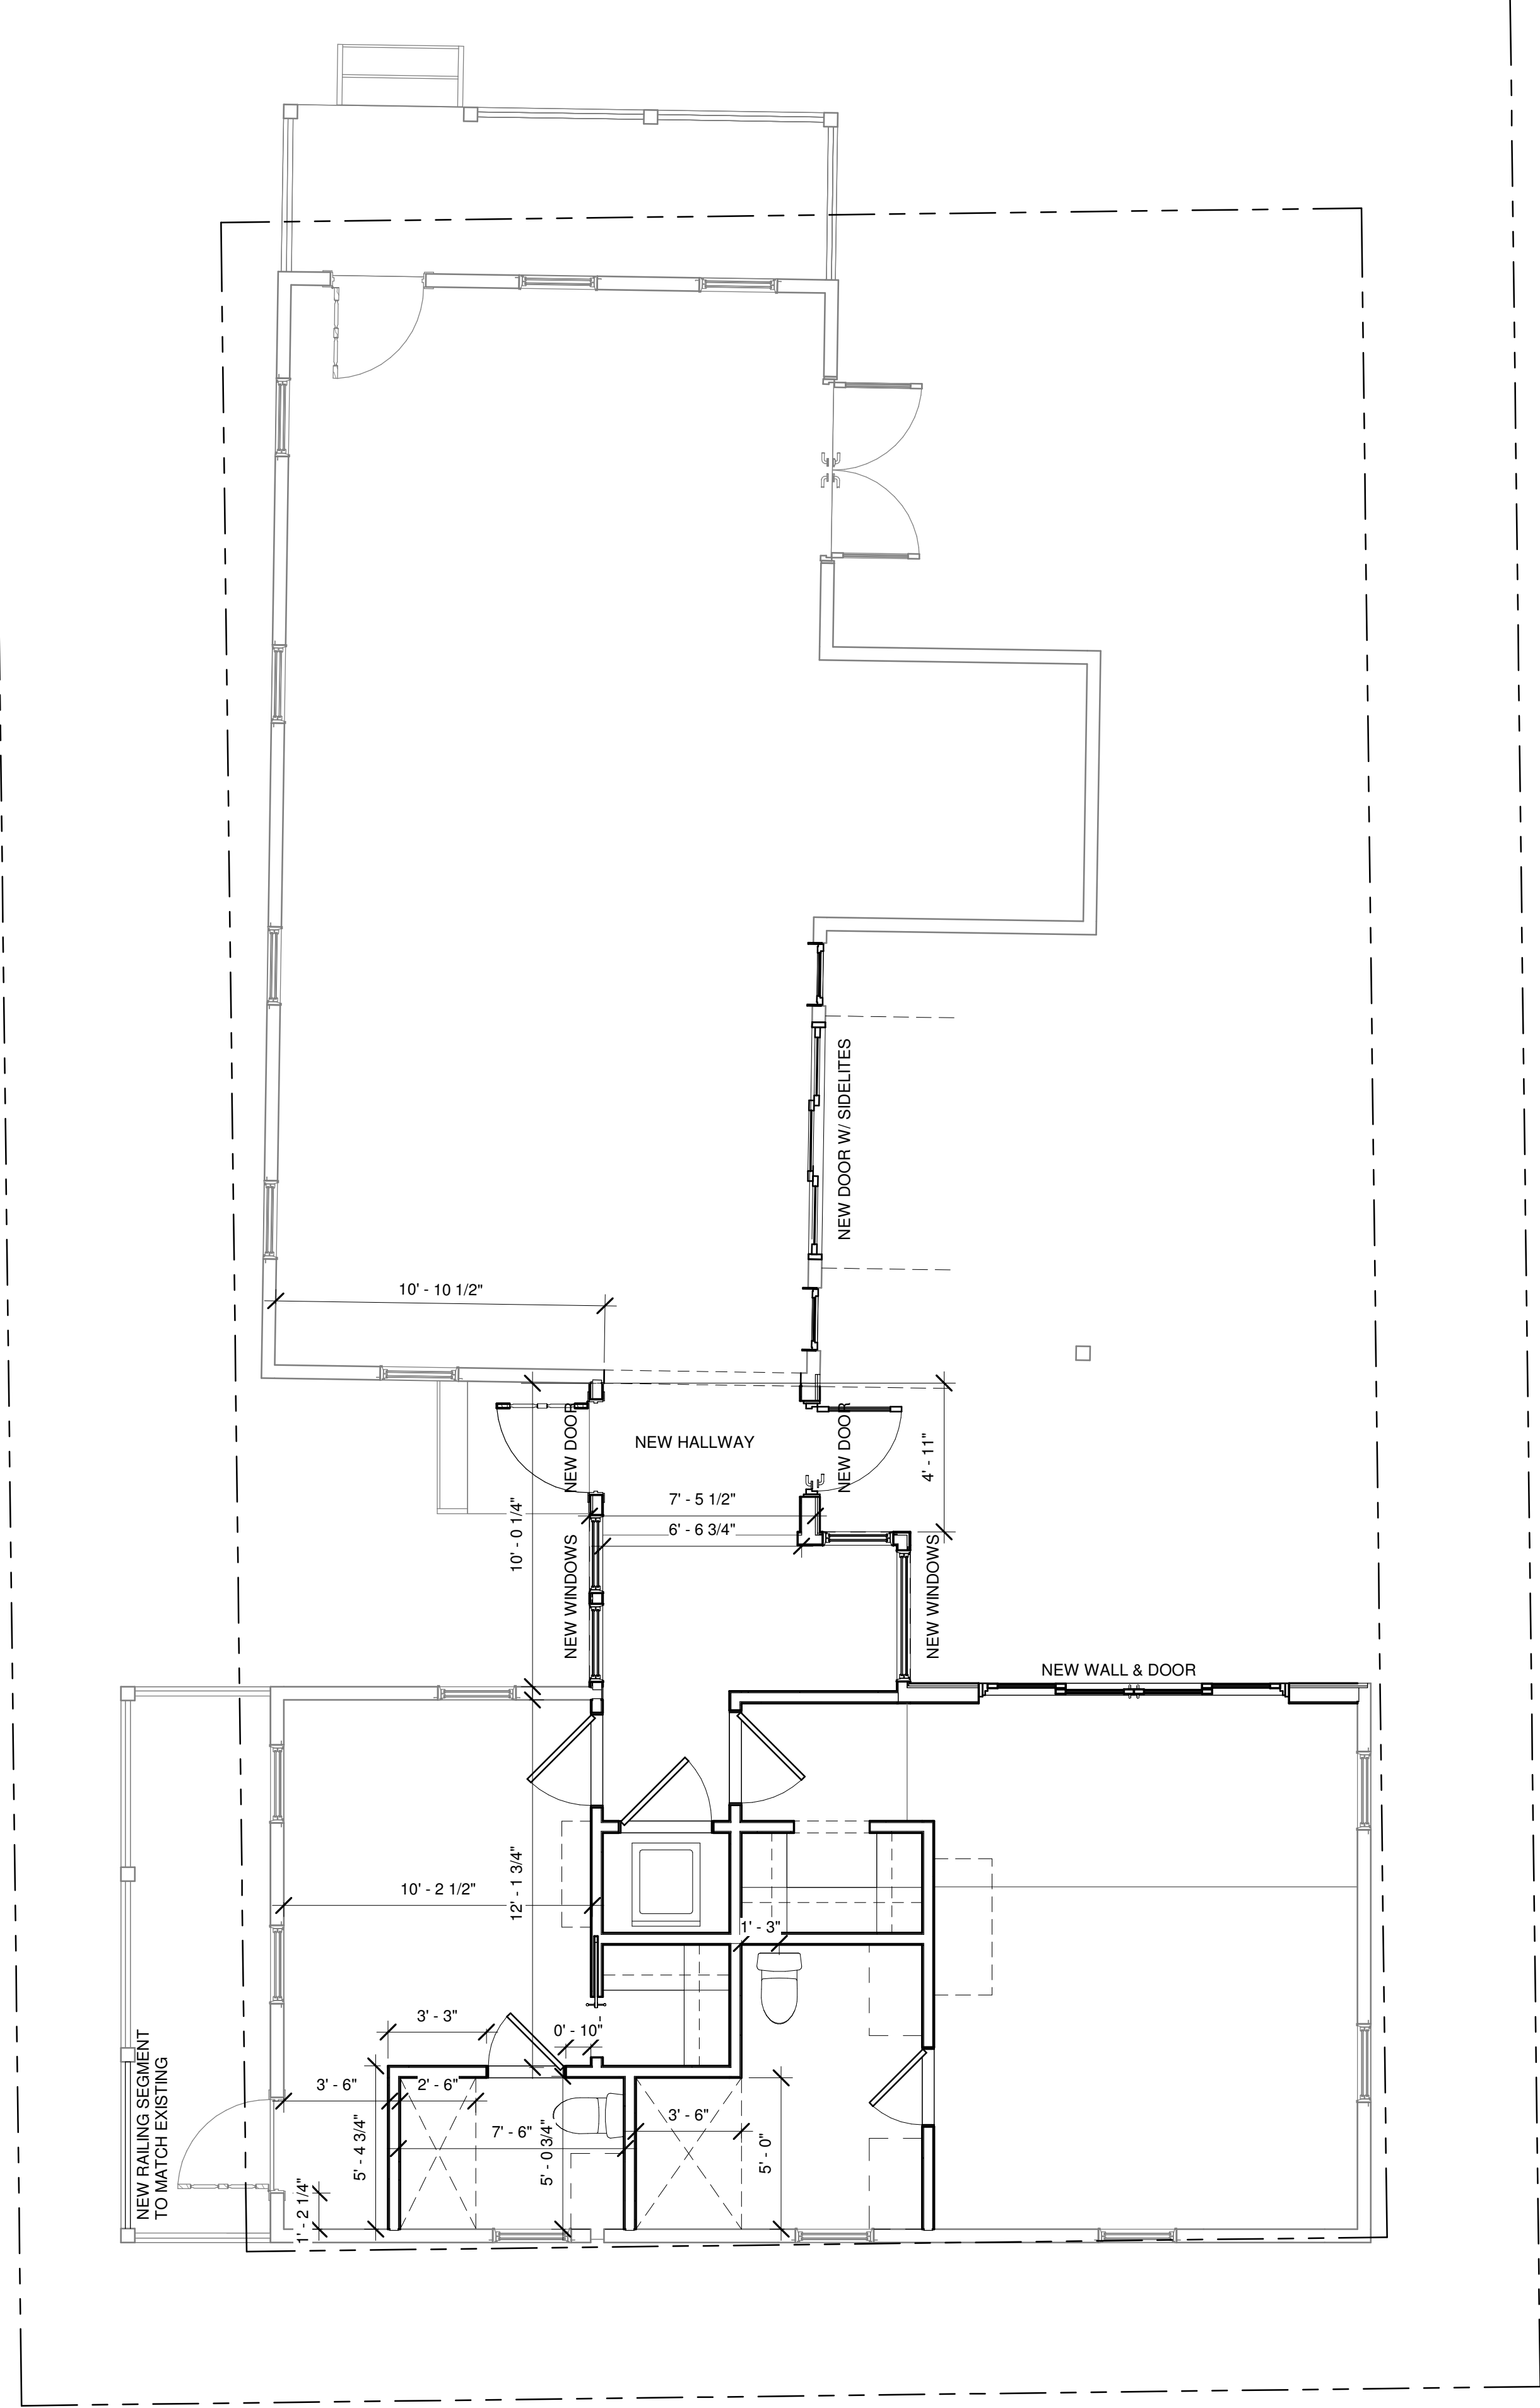 NEW DOOR W/ SIDELITES
10' - 10 1/2"
NEW DOOR
NEW HALLWAY
NEW DOOR
4' - 11"
7' - 5 1/2"
10' - 0 1/4"
6' - 6 3/4"
NEW WINDOWS
NEW WINDOWS
NEW WALL & DOOR
12' - 1 3/4"
10' - 2 1/2"
1' - 3"
3' - 3"
0' - 10"
NEW RAILING SEGMENT
TO MATCH EXISTING
3' - 6"
2' - 6"
3' - 6"
5' - 4 3/4"
7' - 6"
5' - 0 3/4"
5' - 0"
1' - 2 1/4"